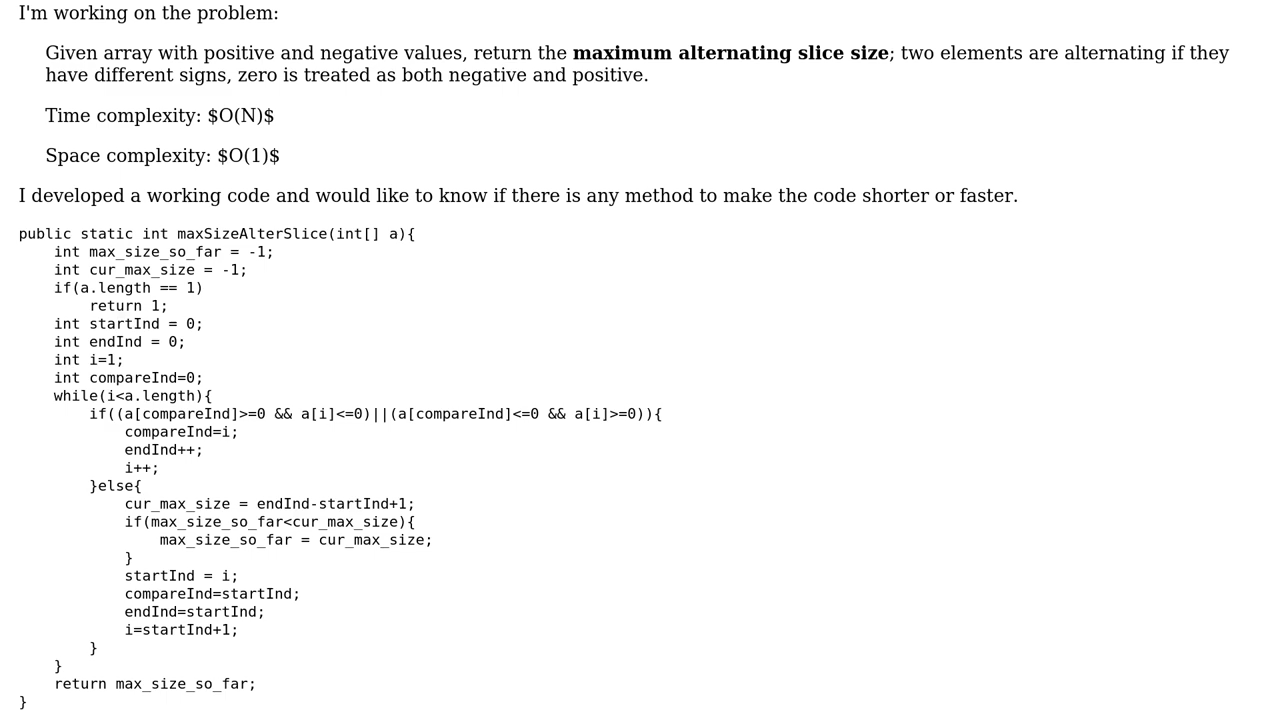 I'm working on the problem:
Given array with positive and negative values, return the maximum alternating slice size; two elements are alternating if they
have different signs, zero is treated as both negative and positive.
Time complexity: $O(N)$
Space complexity: $O(1)$
I developed a working code and would like to know if there is any method to make the code shorter or faster.
public static int maxSizeAlterSlice(int[] a){
    int max_size_so_far = -1;
    int cur_max_size = -1;
    if(a.length == 1)
        return 1;
    int startInd = 0;
    int endInd = 0;
    int i=1;
    int compareInd=0;
    while(i<a.length){
        if((a[compareInd]>=0 && a[i]<=0)||(a[compareInd]<=0 && a[i]>=0)){
            compareInd=i;
            endInd++;
            i++;
        }else{
            cur_max_size = endInd-startInd+1;
            if(max_size_so_far<cur_max_size){
                max_size_so_far = cur_max_size;
            }
            startInd = i;
            compareInd=startInd;
            endInd=startInd;
            i=startInd+1;
        }
    }
    return max_size_so_far;
}